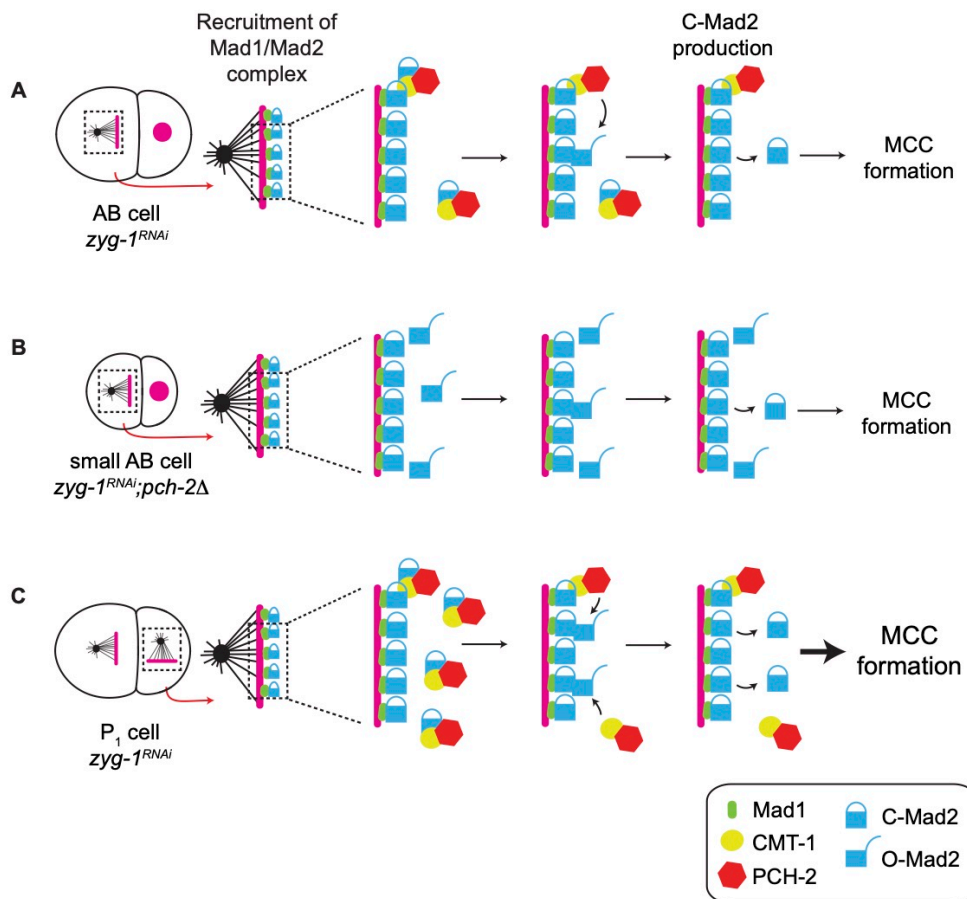 Recruitment of
Mad1/Mad2
complex
C-Mad2
production
A
AB cell
zyg-1RNAi
MCC
formation
B
small AB cell
zyg-1RNAi;pch-2Δ
MCC
formation
C
P1 cell
zyg-1RNAi
MCC
formation
Mad1
CMT-1
PCH-2
C-Mad2
O-Mad2